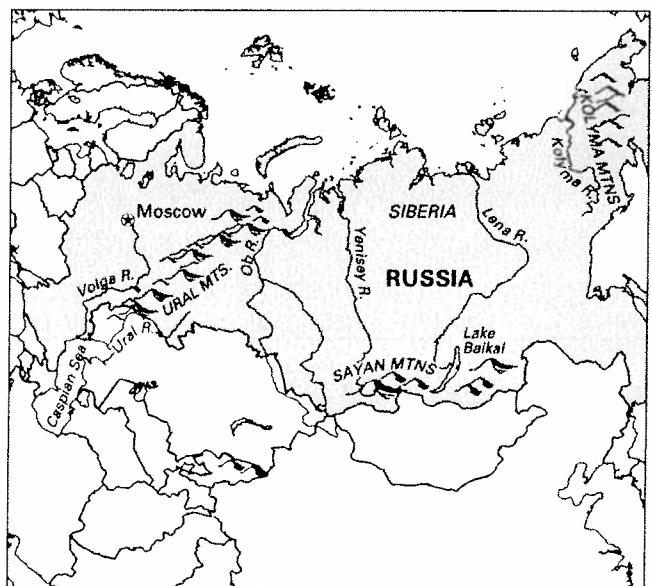 KOLYMA MTNS
Kolyma R.
Moscow
SIBERIA
Lena R.
Yenisey R.
Ob R.
RUSSIA
Volga R.
URAL MTS.
Ural R.
Lake
Baikal
SAYAN MTNS
Caspian Sea